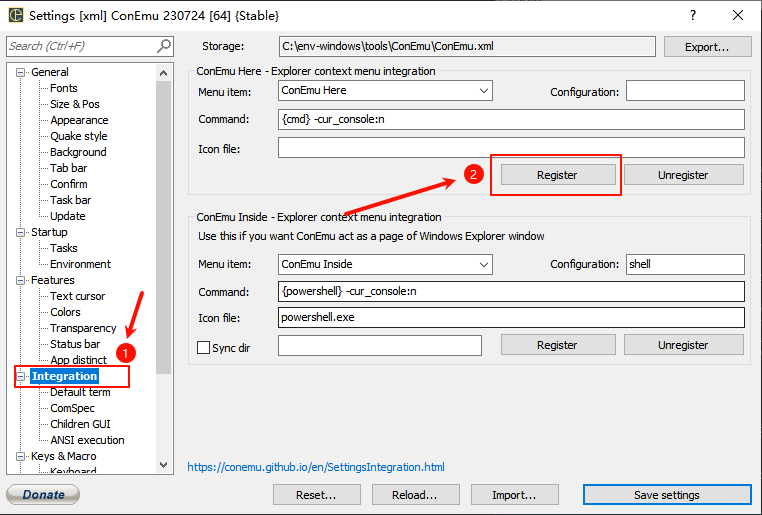 Settings [xml] ConEmu 230724 [64] {Stable}
Search (Ctrl+F)
Storage: C:\env-windows\tools\ConEmu\ConEmu.xml Export...
General
Fonts
Size & Pos
Appearance
Quake style
Background
Tab bar
Confirm
Task bar
Update
Startup
Tasks
Environment
Features
Text cursor
Colors
Transparency
Status bar
App distinct
1
Integration
Default term
ComSpec
Children GUI
ANSI execution
Keys & Macro
Keyboard
ConEmu Here - Explorer context menu integration
Menu item: ConEmu Here Configuration:
Command: {cmd} -cur_console:n
Icon file:
2 Register Unregister
ConEmu Inside - Explorer context menu integration
Use this if you want ConEmu act as a page of Windows Explorer window
Menu item: ConEmu Inside Configuration: shell
Command: {powershell} -cur_console:n
Icon file: powershell.exe
Sync dir Register Unregister
https://conemu.github.io/en/SettingsIntegration.html
Donate Reset... Reload... Import... Save settings